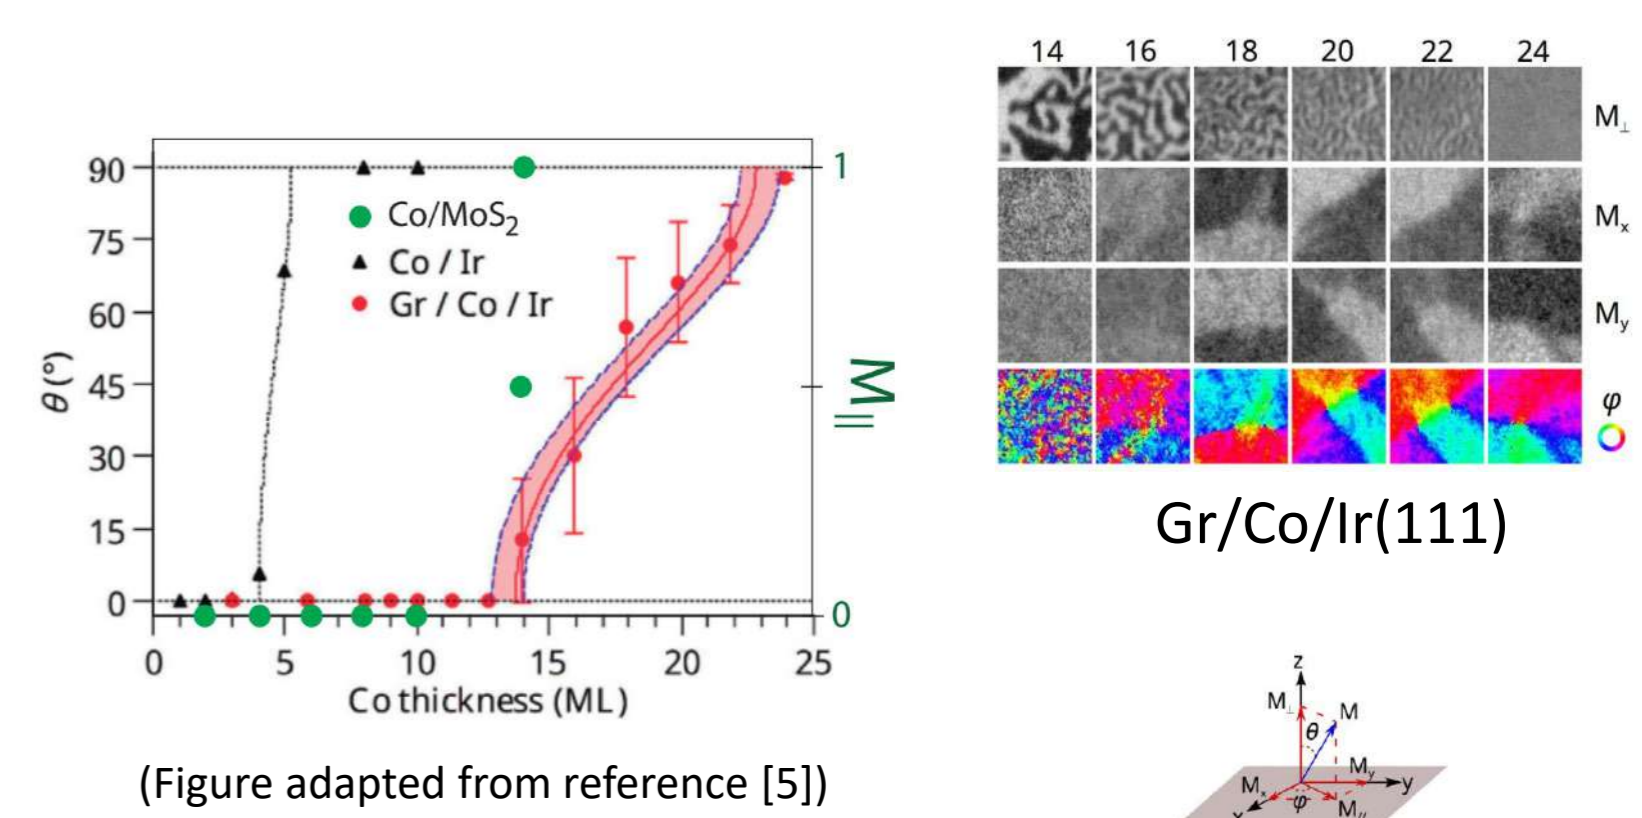 14 16 18 20 22 24
M⊥
Mx
My
φ
Gr/Co/Ir(111)
90
75
60
45
30
15
0
θ (°)
1
0
M||
Co/MoS2
Co / Ir
Gr / Co / Ir
0 5 10 15 20 25
Co thickness (ML)
(Figure adapted from reference [5])
z
M⊥
M
θ
My
y
Mx
φ
x
M//